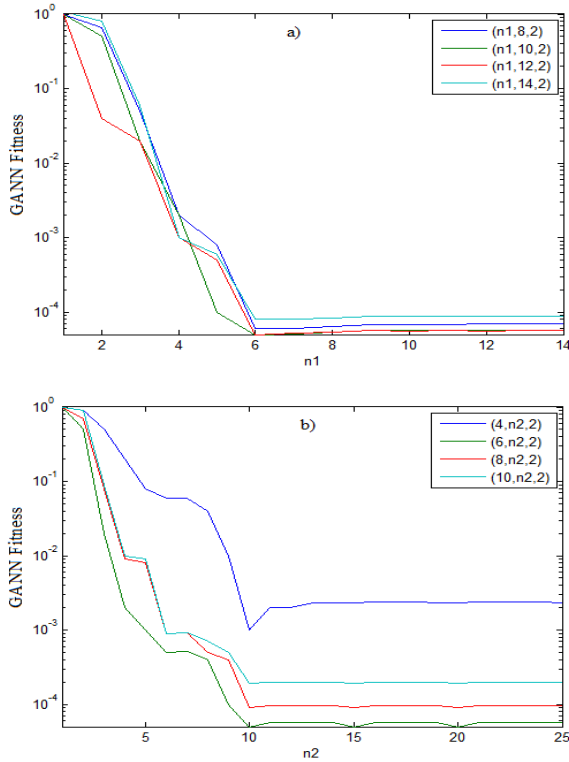 a)
(n1,8,2)
(n1,10,2)
(n1,12,2)
(n1,14,2)
GANN Fitness
10^0
10^-1
10^-2
10^-3
10^-4
2 4 6 8 10 12 14
n1
b)
(4,n2,2)
(6,n2,2)
(8,n2,2)
(10,n2,2)
GANN Fitness
10^0
10^-1
10^-2
10^-3
10^-4
5 10 15 20 25
n2